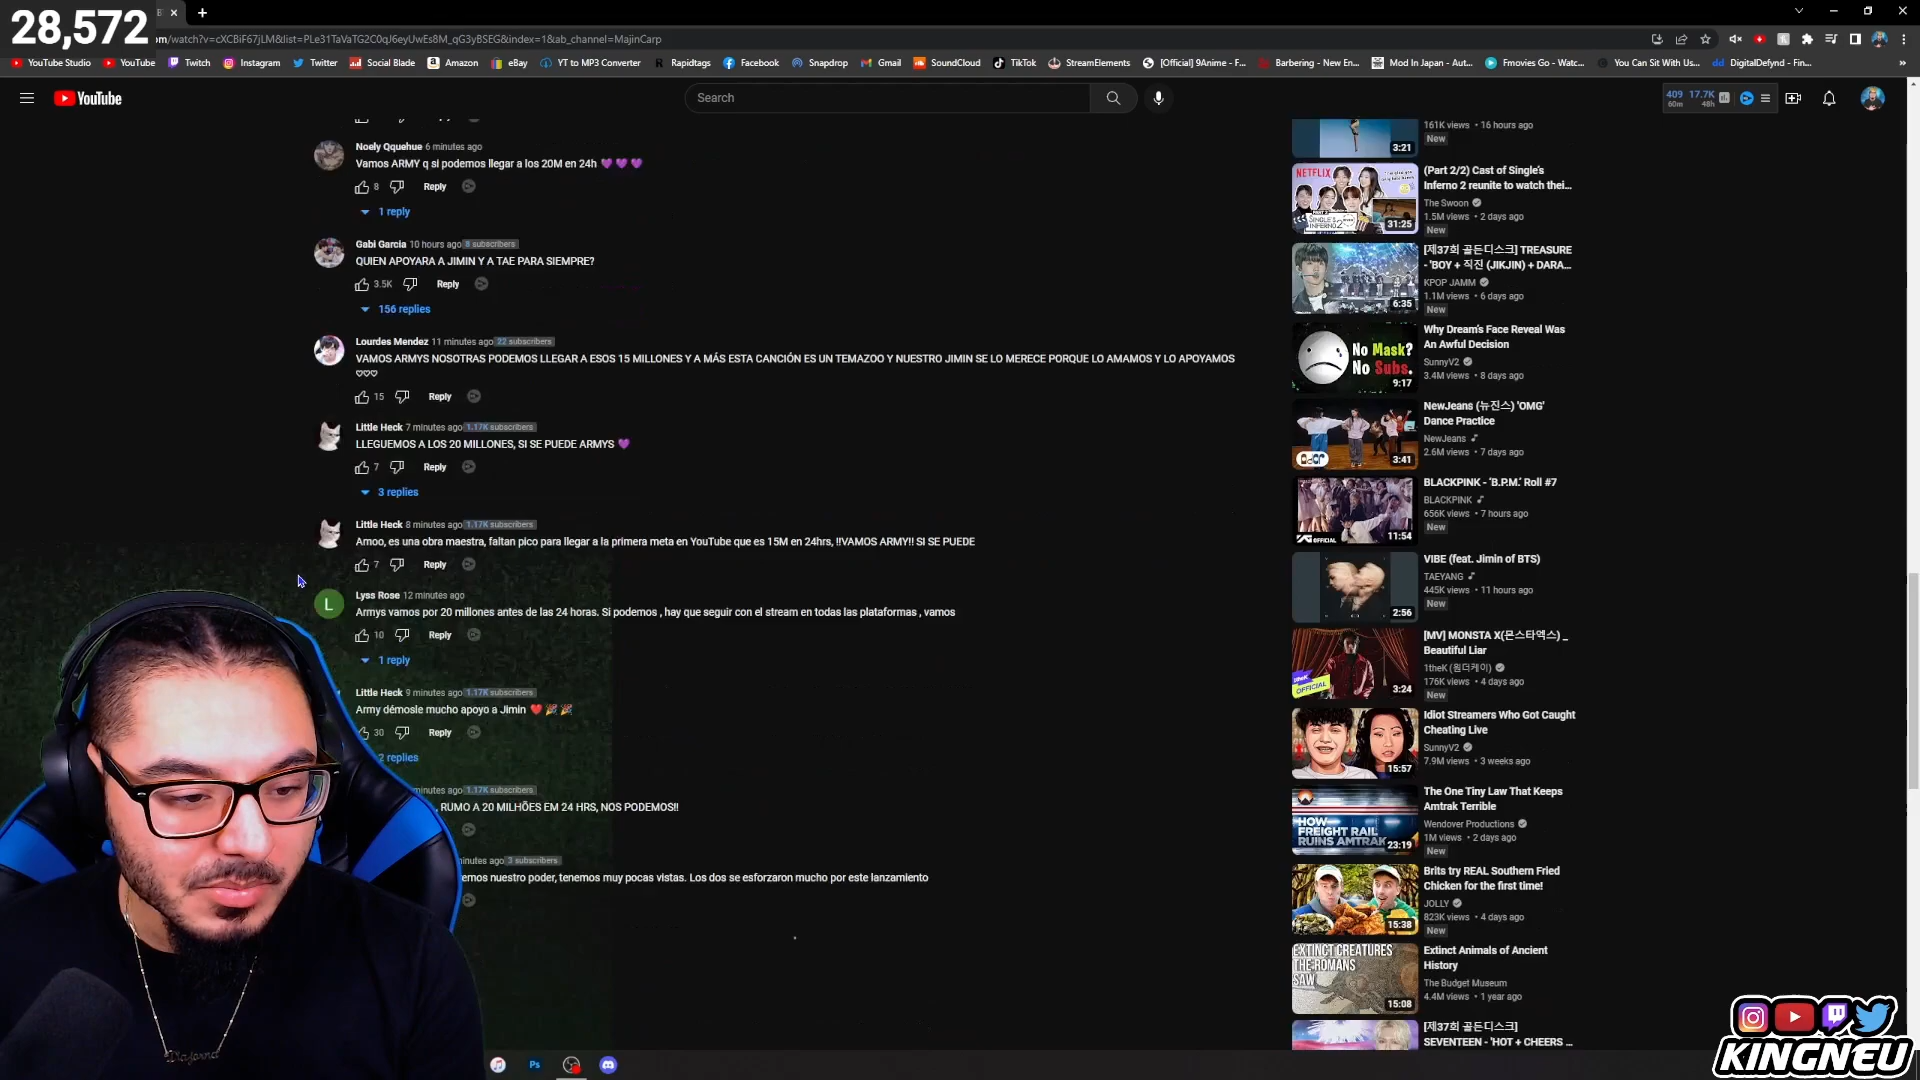 28,572
om/watch?v=cXCBiF67jLM&list=PLe31TaVaTG2C0qJ6eyUwEs8M_qG3yBSEG&index=1&ab_channel=MajinCarp
YouTube Studio YouTube Twitch Instagram Twitter Social Blade Amazon eBay YT to MP3 Converter Rapidtags Facebook Snapdrop Gmail SoundCloud TikTok StreamElements [Official] 9Anime - F... Barbering - New En... Mod In Japan - Aut... Fmovies Go - Watc... You Can Sit With Us... DigitalDefynd - Fin...
YouTube
Search
409 17.7K
60m 48h
Noely Qquehue 6 minutes ago
Vamos ARMY q si podemos llegar a los 20M en 24h 💜 💜 💜
8 Reply
1 reply
Gabi Garcia 10 hours ago 8 subscribers
QUIEN APOYARA A JIMIN Y A TAE PARA SIEMPRE?
3.5K Reply
156 replies
Lourdes Mendez 11 minutes ago 22 subscribers
VAMOS ARMYS NOSOTRAS PODEMOS LLEGAR A ESOS 15 MILLONES Y A MÁS ESTA CANCIÓN ES UN TEMAZOO Y NUESTRO JIMIN SE LO MERECE PORQUE LO AMAMOS Y LO APOYAMOS
♡♡♡
15 Reply
Little Heck 7 minutes ago 1.17K subscribers
LLEGUEMOS A LOS 20 MILLONES, SI SE PUEDE ARMYS 💜
7 Reply
3 replies
Little Heck 8 minutes ago 1.17K subscribers
Amoo, es una obra maestra, faltan pico para llegar a la primera meta en YouTube que es 15M en 24hrs, !!VAMOS ARMY!! SI SE PUEDE
7 Reply
L
Lyss Rose 12 minutes ago
Armys vamos por 20 millones antes de las 24 horas. Si podemos , hay que seguir con el stream en todas las plataformas , vamos
10 Reply
1 reply
Little Heck 9 minutes ago 1.17K subscribers
Army démosle mucho apoyo a Jimin ❤️ 🎉 🎉
30 Reply
2 replies
minutes ago 1.17K subscribers
, RUMO A 20 MILHÕES EM 24 HRS, NOS PODEMOS!!
minutes ago 3 subscribers
emos nuestro poder, tenemos muy pocas vistas. Los dos se esforzaron mucho por este lanzamiento
161K views • 16 hours ago
New
3:21
(Part 2/2) Cast of Single's
Inferno 2 reunite to watch thei...
The Swoon
1.5M views • 2 days ago
New
NETFLIX
SINGLE'S
INFERNO2
31:25
[제37회 골든디스크] TREASURE
- 'BOY + 직진 (JIKJIN) + DARA...
KPOP JAMM
1.1M views • 6 days ago
New
6:35
Why Dream's Face Reveal Was
An Awful Decision
SunnyV2
3.4M views • 8 days ago
No Mask?
No Subs.
9:17
NewJeans (뉴진스) 'OMG'
Dance Practice
NewJeans
2.6M views • 7 days ago
3:41
BLACKPINK - 'B.P.M.' Roll #7
BLACKPINK
656K views • 7 hours ago
New
OFFICIAL
11:54
VIBE (feat. Jimin of BTS)
TAEYANG
445K views • 11 hours ago
New
2:56
[MV] MONSTA X(몬스타엑스) _
Beautiful Liar
1theK (원더케이)
176K views • 4 days ago
New
OFFICIAL
3:24
Idiot Streamers Who Got Caught
Cheating Live
SunnyV2
7.9M views • 3 weeks ago
15:57
The One Tiny Law That Keeps
Amtrak Terrible
Wendover Productions
1M views • 2 days ago
New
HOW
FREIGHT RAIL
RUINS AMTRAK
23:19
Brits try REAL Southern Fried
Chicken for the first time!
JOLLY
823K views • 4 days ago
New
15:38
Extinct Animals of Ancient
History
The Budget Museum
4.4M views • 1 year ago
EXTINCT CREATURES
THE ROMANS
SAW
15:08
[제37회 골든디스크]
SEVENTEEN - 'HOT + CHEERS ...
Ps
KINGNEU